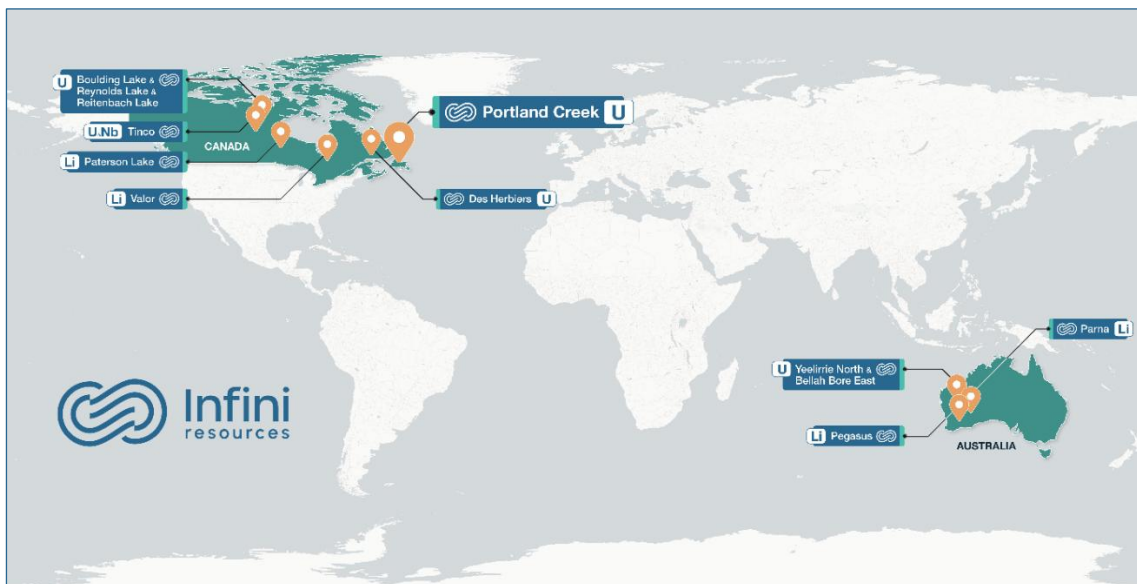 U
Boulding Lake &
Reynolds Lake &
Reitenbach Lake
U.Nb Tinco
Li Paterson Lake
Li Valor
CANADA
Portland Creek U
Des Herbiers U
Parna Li
U
Yeelirrie North &
Bellah Bore East
Li Pegasus
AUSTRALIA
Infini
resources